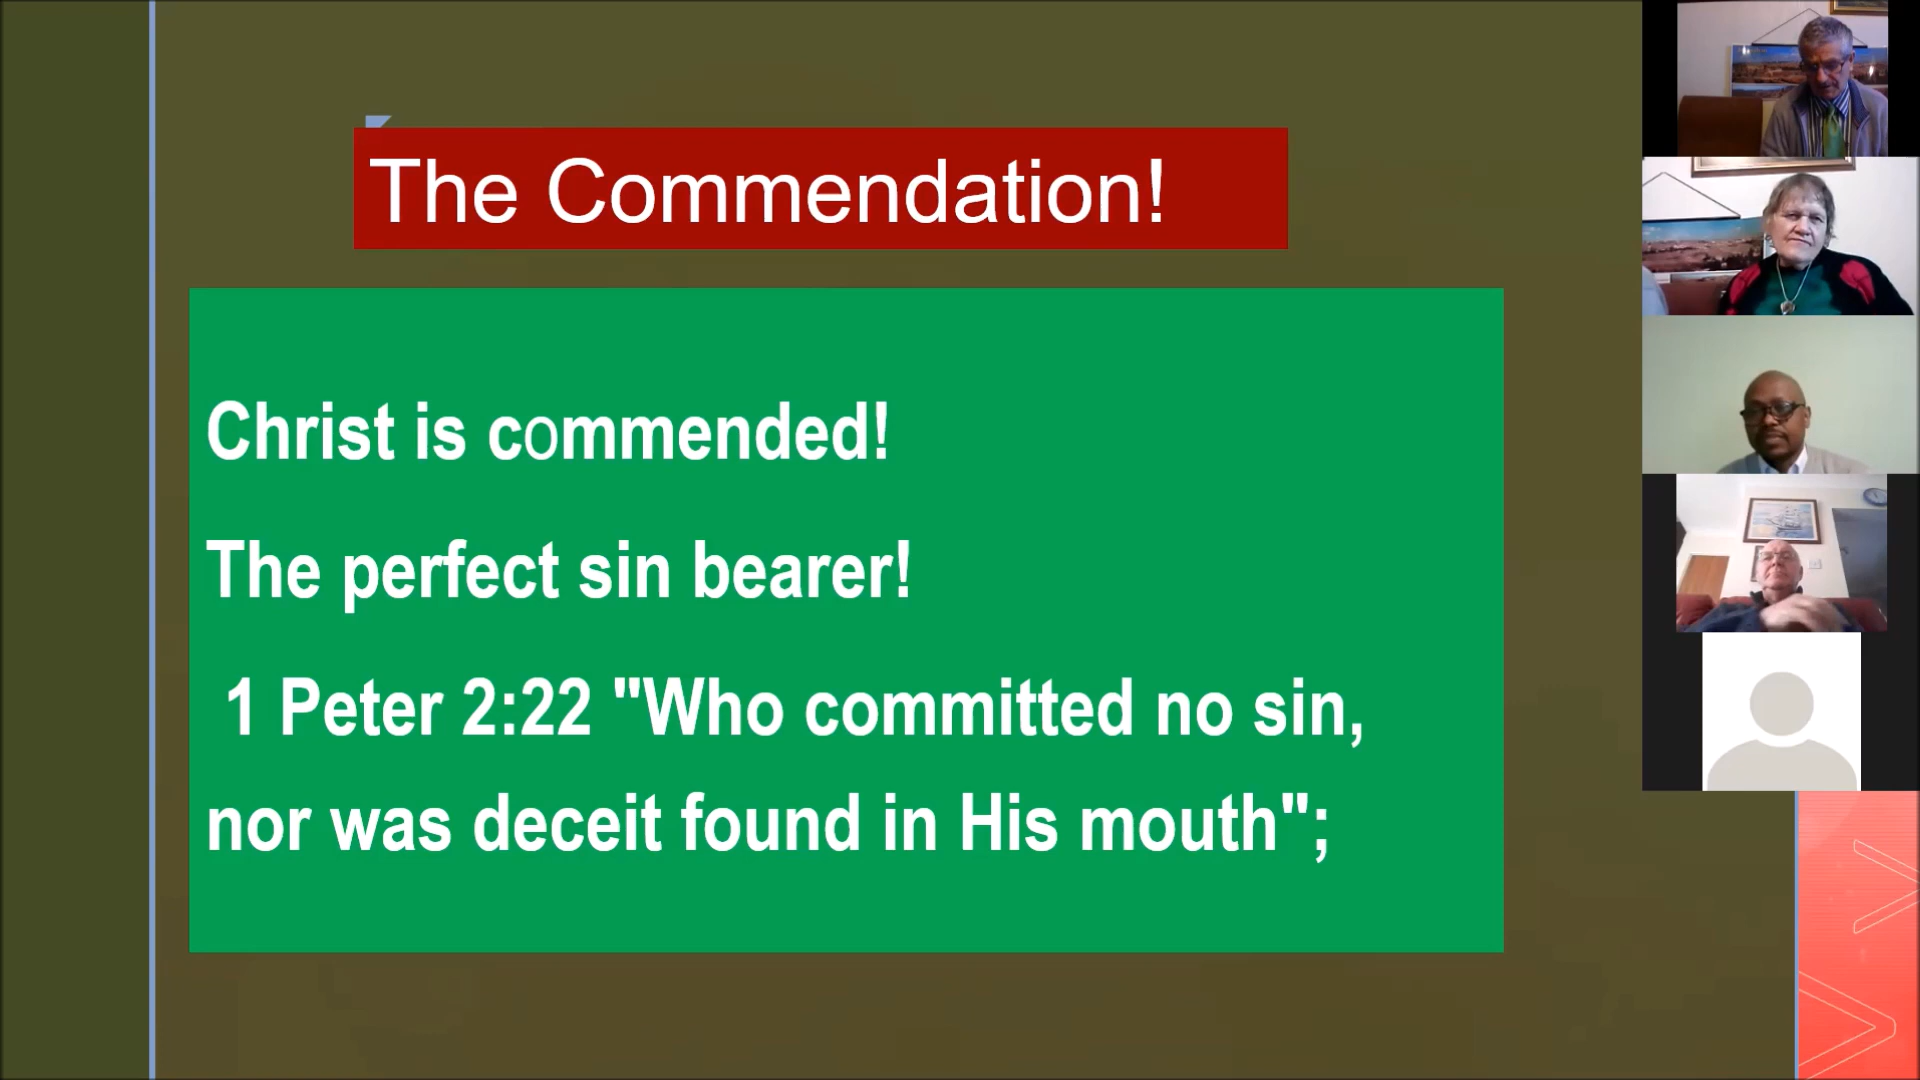 The Commendation!
Christ is commended!
The perfect sin bearer!
1 Peter 2:22 "Who committed no sin,
nor was deceit found in His mouth";